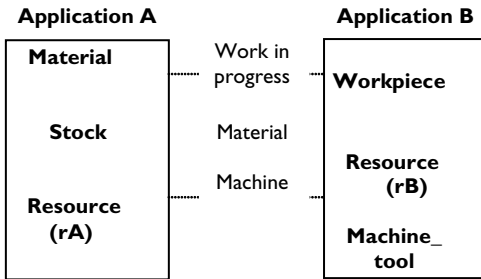 Application A
Application B
Material
Work in
progress
Workpiece
Stock
Material
Resource
(rB)
Machine
Resource
(rA)
Machine_
tool